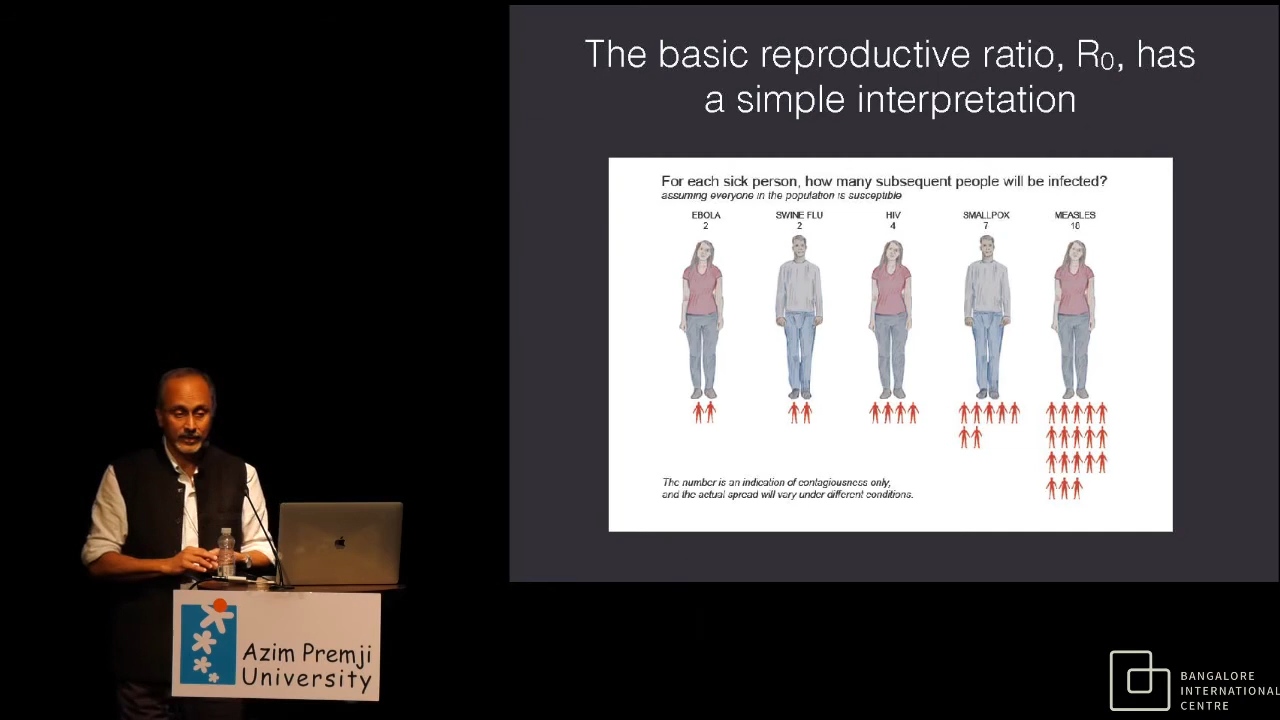 The basic reproductive ratio, R0, has
a simple interpretation
For each sick person, how many subsequent people will be infected?
assuming everyone in the population is susceptible
EBOLA
2
SWINE FLU
2
HIV
4
SMALLPOX
7
MEASLES
18
The number is an indication of contagiousness only,
and the actual spread will vary under different conditions.
Azim Premji
University
BANGALORE
INTERNATIONAL
CENTRE